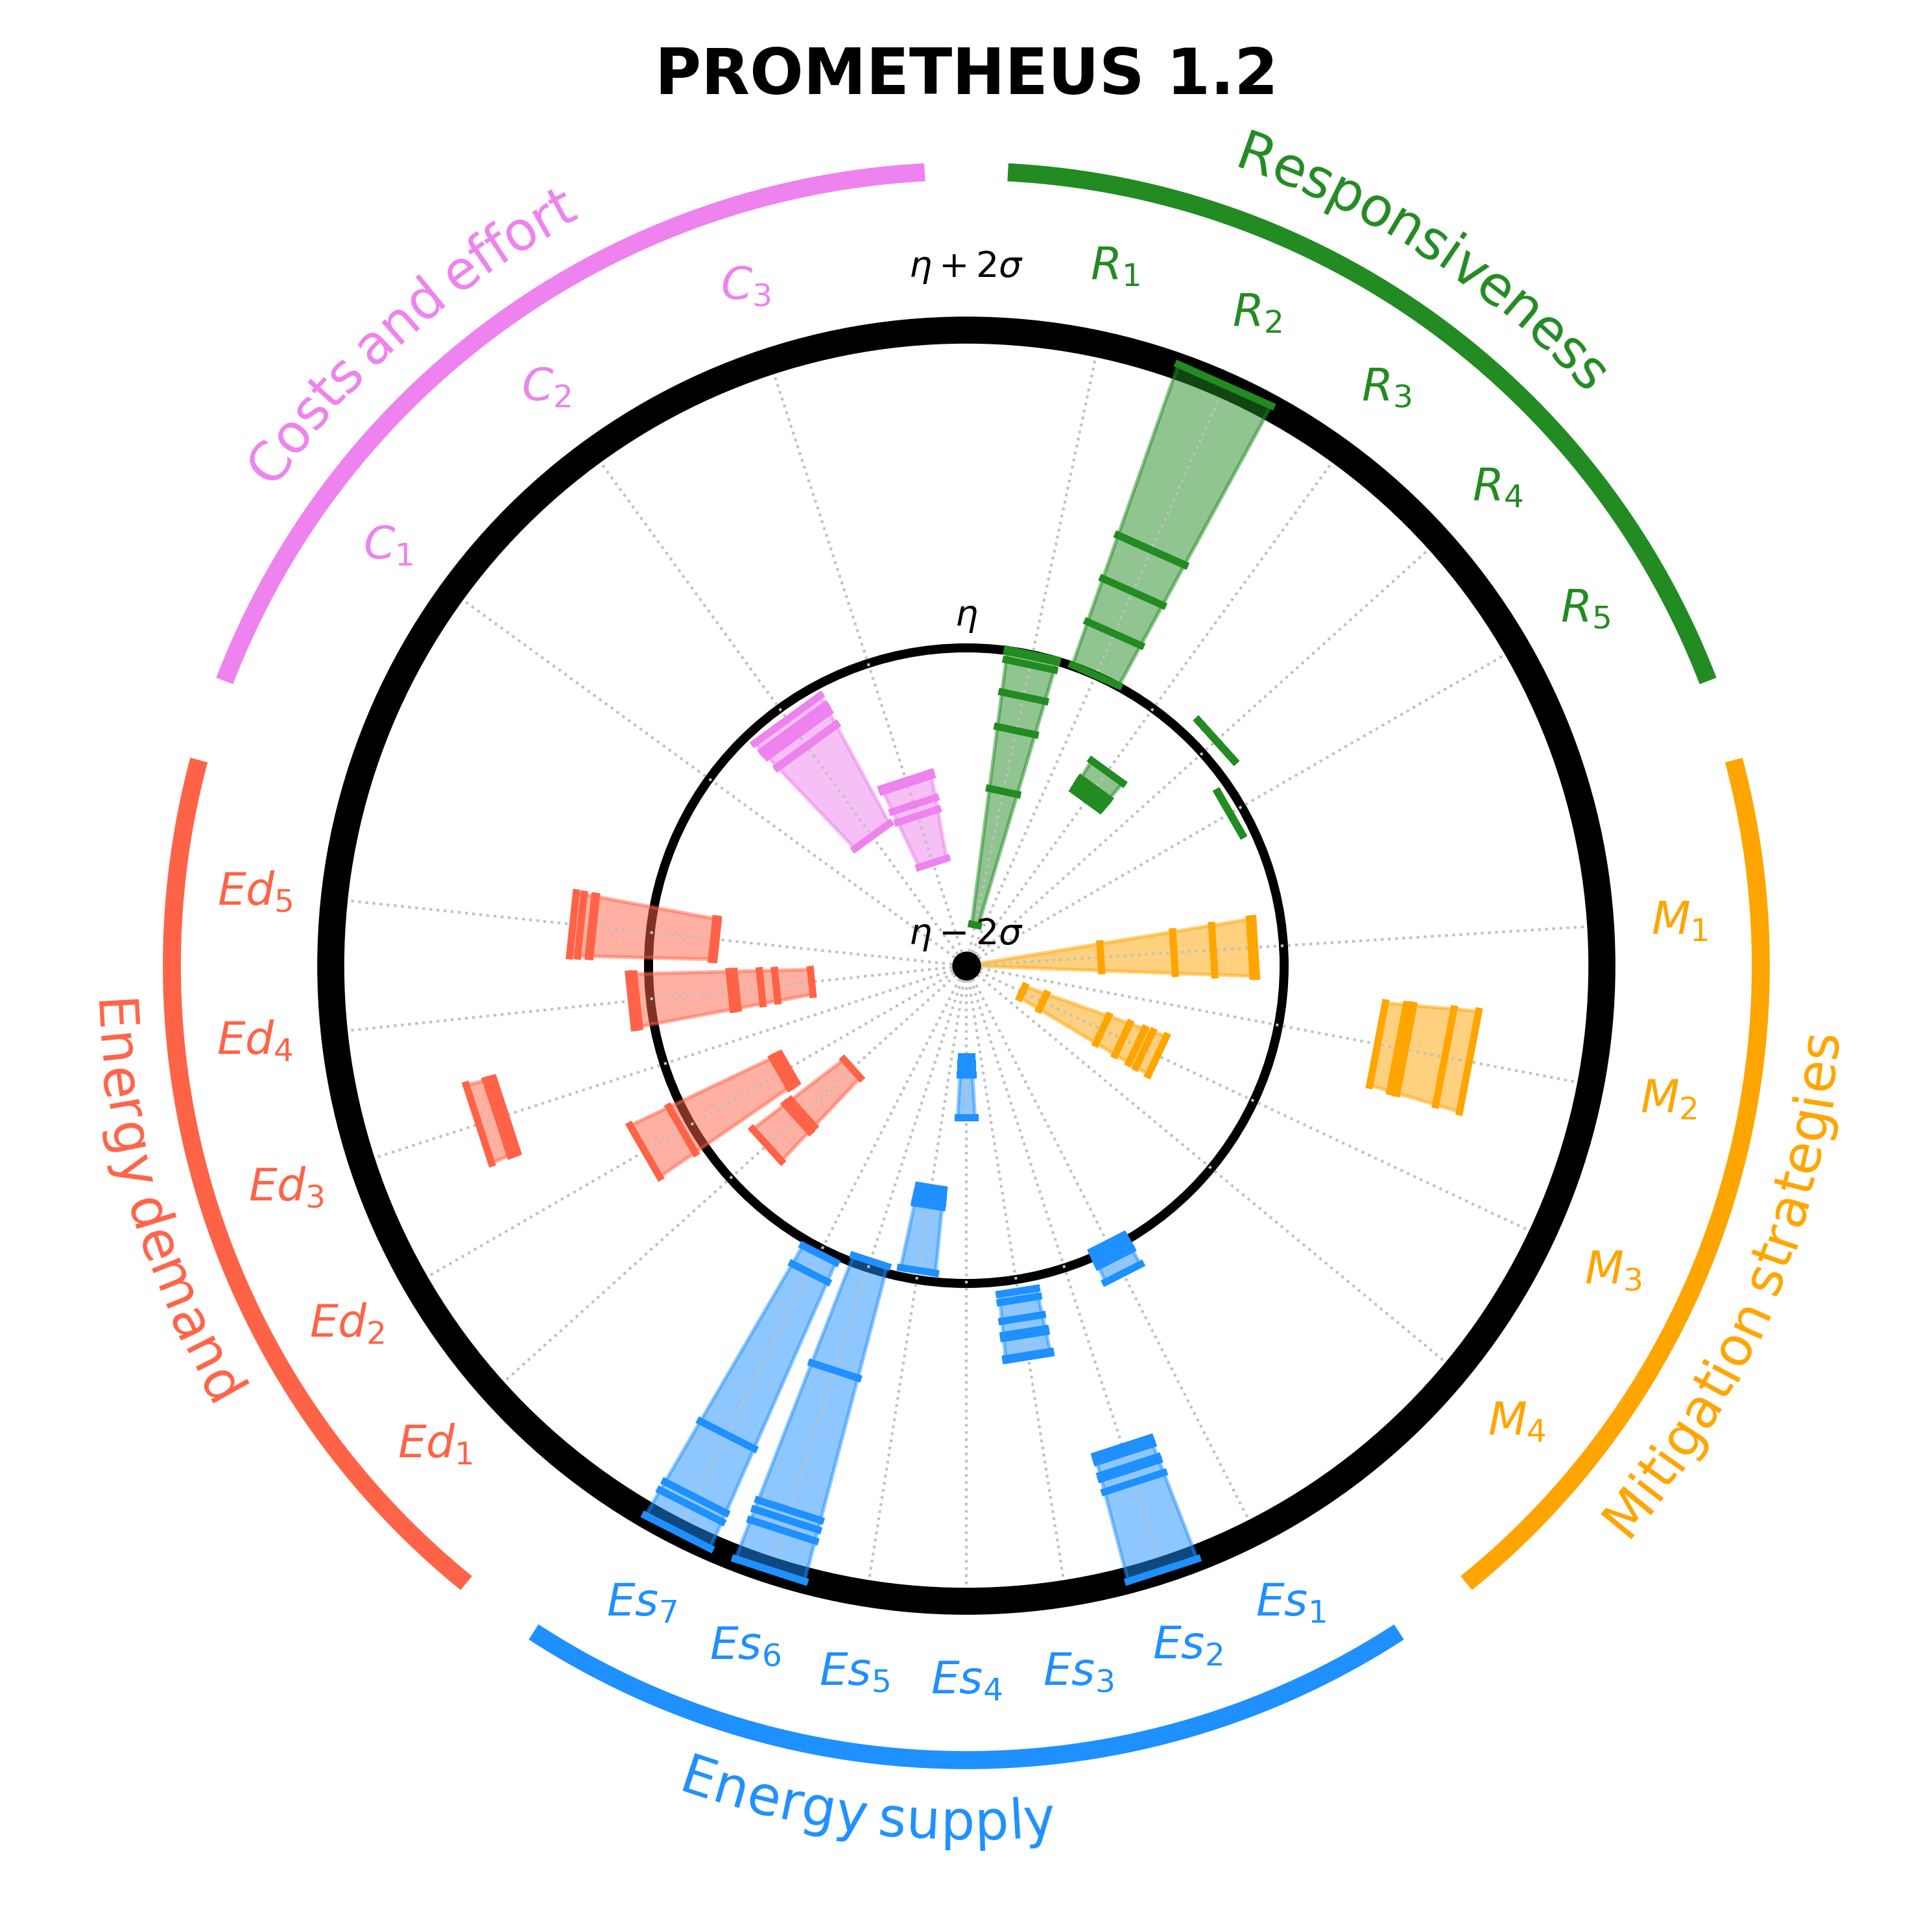 PROMETHEUS 1.2
Responsiveness
Costs and effort
η + 2σ
R₁
C₃
R₂
C₂
R₃
R₄
C₁
R₅
η
Ed₅
M₁
η − 2σ
Ed₄
M₂
Energy demand
Mitigation strategies
Ed₃
M₃
Ed₂
M₄
Ed₁
Es₇
Es₁
Es₆
Es₂
Es₅
Es₃
Es₄
Energy supply